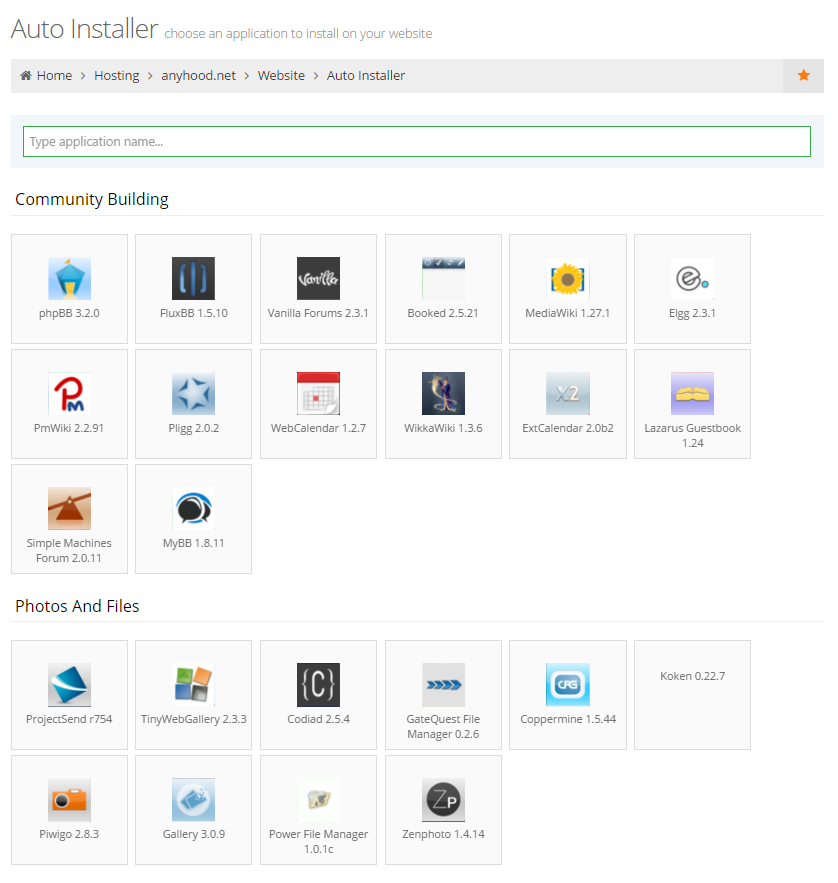 Auto Installer choose an application to install on your website
Home > Hosting > anyhood.net > Website > Auto Installer
Type application name...
Community Building
phpBB 3.2.0
FluxBB 1.5.10
Vanilla
Vanilla Forums 2.3.1
Booked 2.5.21
MediaWiki 1.27.1
e
Elgg 2.3.1
PM
PmWiki 2.2.91
Pligg 2.0.2
WebCalendar 1.2.7
WikkaWiki 1.3.6
X2
ExtCalendar 2.0b2
Lazarus Guestbook
1.24
Simple Machines
Forum 2.0.11
MyBB 1.8.11
Photos And Files
ProjectSend r754
TinyWebGallery 2.3.3
{C}
Codiad 2.5.4
GateQuest File
Manager 0.2.6
CPG
Coppermine 1.5.44
Koken 0.22.7
Piwigo 2.8.3
Gallery 3.0.9
Power File Manager
1.0.1c
ZP
Zenphoto 1.4.14